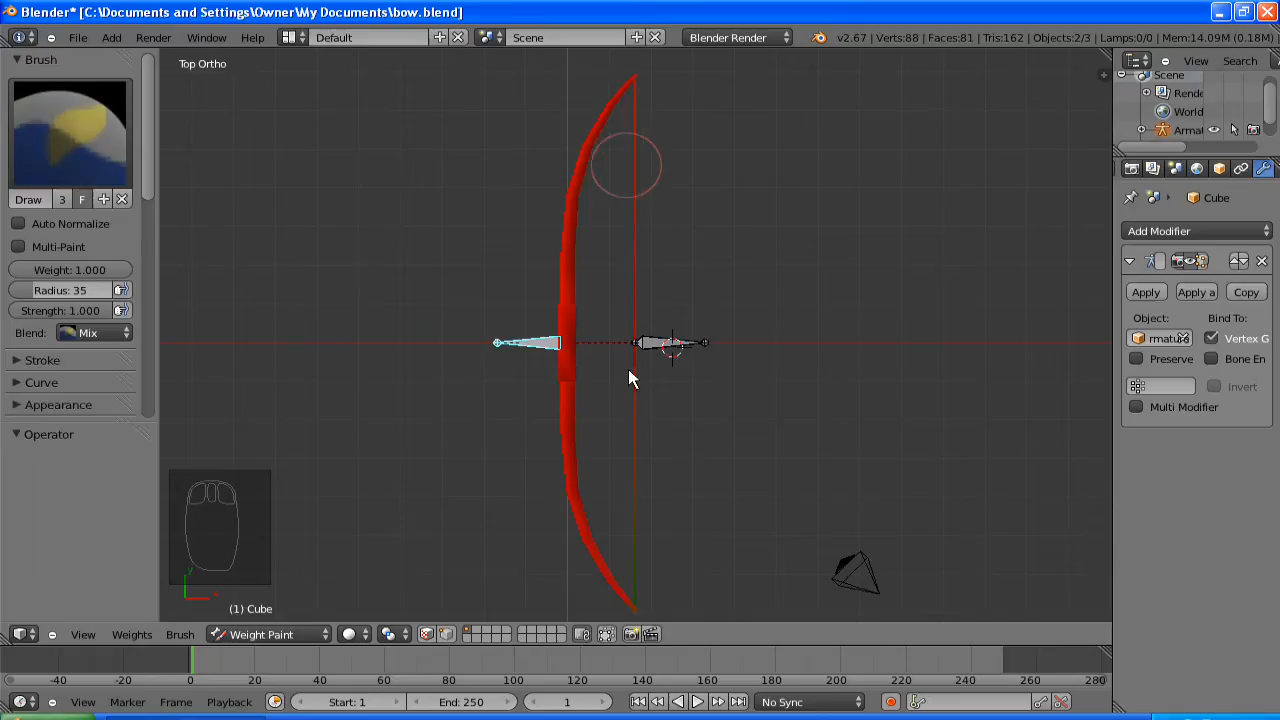 Blender* [C:\Documents and Settings\Owner\My Documents\bow.blend]
File Add Render Window Help Default Scene Blender Render v2.67 | Verts:88 | Faces:81 | Tris:162 | Objects:2/3 | Lamps:0/0 | Mem:14.09M (0.18M)
View Search
Brush
Top Ortho
Scene
Rende
World
Armat
Draw 3 F
Cube
Auto Normalize
Multi-Paint
Add Modifier
Weight: 1.000
Radius: 35
Strength: 1.000
Apply Apply a Copy
Blend: Mix
Object: Bind To:
rmature Vertex G
Stroke
Preserve Bone En
Curve
Invert
Appearance
Multi Modifier
Operator
y
x
(1) Cube
View Weights Brush Weight Paint
-40 -20 0 20 40 60 80 100 120 140 160 180 200 220 240 260 280
View Marker Frame Playback Start: 1 End: 250 1 No Sync